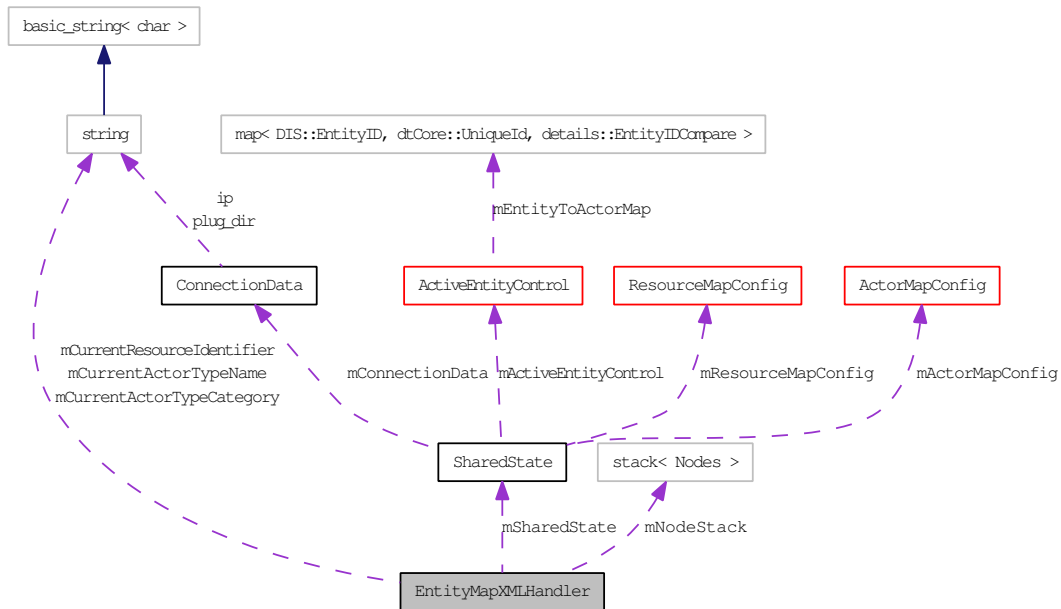 basic_string< char >
string
map< DIS::EntityID, dtCore::UniqueId, details::EntityIDCompare >
ip
plug_dir
mEntityToActorMap
ConnectionData
ActiveEntityControl
ResourceMapConfig
ActorMapConfig
mCurrentResourceIdentifier
mCurrentActorTypeName
mCurrentActorTypeCategory
mConnectionData
mActiveEntityControl
mResourceMapConfig
mActorMapConfig
SharedState
stack< Nodes >
mSharedState
mNodeStack
EntityMapXMLHandler